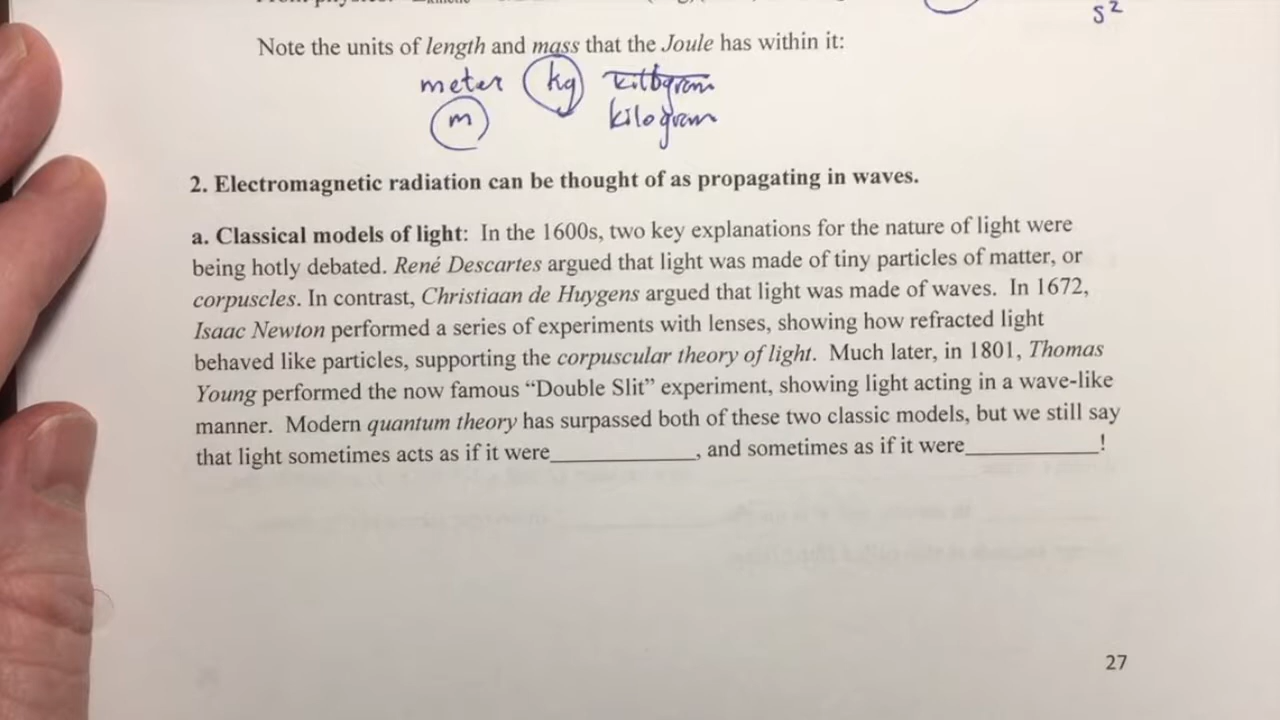 s²
Note the units of length and mass that the Joule has within it:
meter kg kilogram
m kilogram
2. Electromagnetic radiation can be thought of as propagating in waves.
a. Classical models of light: In the 1600s, two key explanations for the nature of light were
being hotly debated. René Descartes argued that light was made of tiny particles of matter, or
corpuscles. In contrast, Christiaan de Huygens argued that light was made of waves. In 1672,
Isaac Newton performed a series of experiments with lenses, showing how refracted light
behaved like particles, supporting the corpuscular theory of light. Much later, in 1801, Thomas
Young performed the now famous “Double Slit” experiment, showing light acting in a wave-like
manner. Modern quantum theory has surpassed both of these two classic models, but we still say
that light sometimes acts as if it were____________, and sometimes as if it were___________!
27